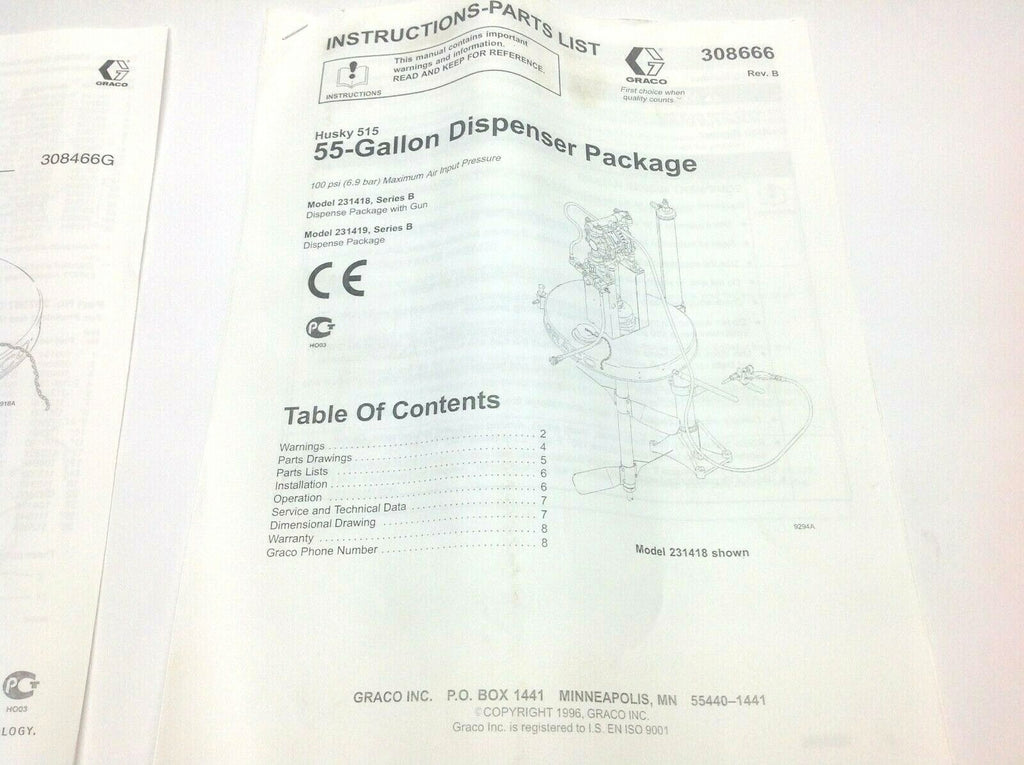 GRACO
308466G
918A
HO03
LOGY.
INSTRUCTIONS-PARTS LIST
This manual contains important
warnings and information.
READ AND KEEP FOR REFERENCE.
INSTRUCTIONS
GRACO
First choice when
quality counts.™
308666
Rev. B
Husky 515
55-Gallon Dispenser Package
100 psi (6.9 bar) Maximum Air Input Pressure
Model 231418, Series B
Dispense Package with Gun
Model 231419, Series B
Dispense Package
CE
PG
HO03
Table Of Contents
Warnings 2
Parts Drawings 4
Parts Lists 5
Installation 6
Operation 6
Service and Technical Data 7
Dimensional Drawing 7
Warranty 8
Graco Phone Number 8
9294A
Model 231418 shown
GRACO INC. P.O. BOX 1441 MINNEAPOLIS, MN 55440–1441
©COPYRIGHT 1996, GRACO INC.
Graco Inc. is registered to I.S. EN ISO 9001